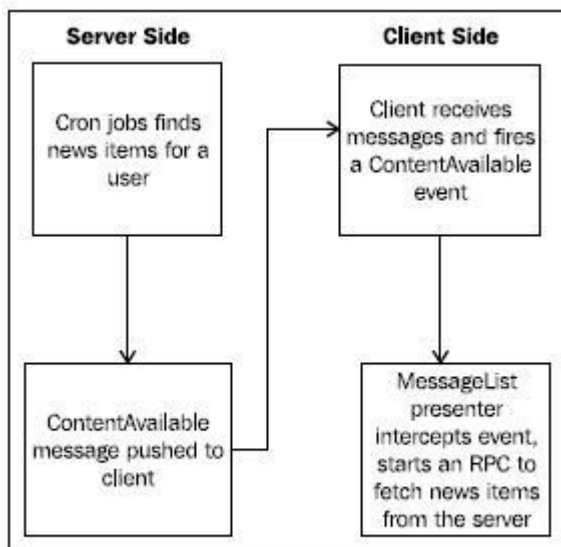 Server Side
Cron jobs finds
news items for a
user
ContentAvailable
message pushed to
client
Client Side
Client receives
messages and fires
a ContentAvailable
event
MessageList
presenter
intercepts event,
starts an RPC to
fetch news items
from the server